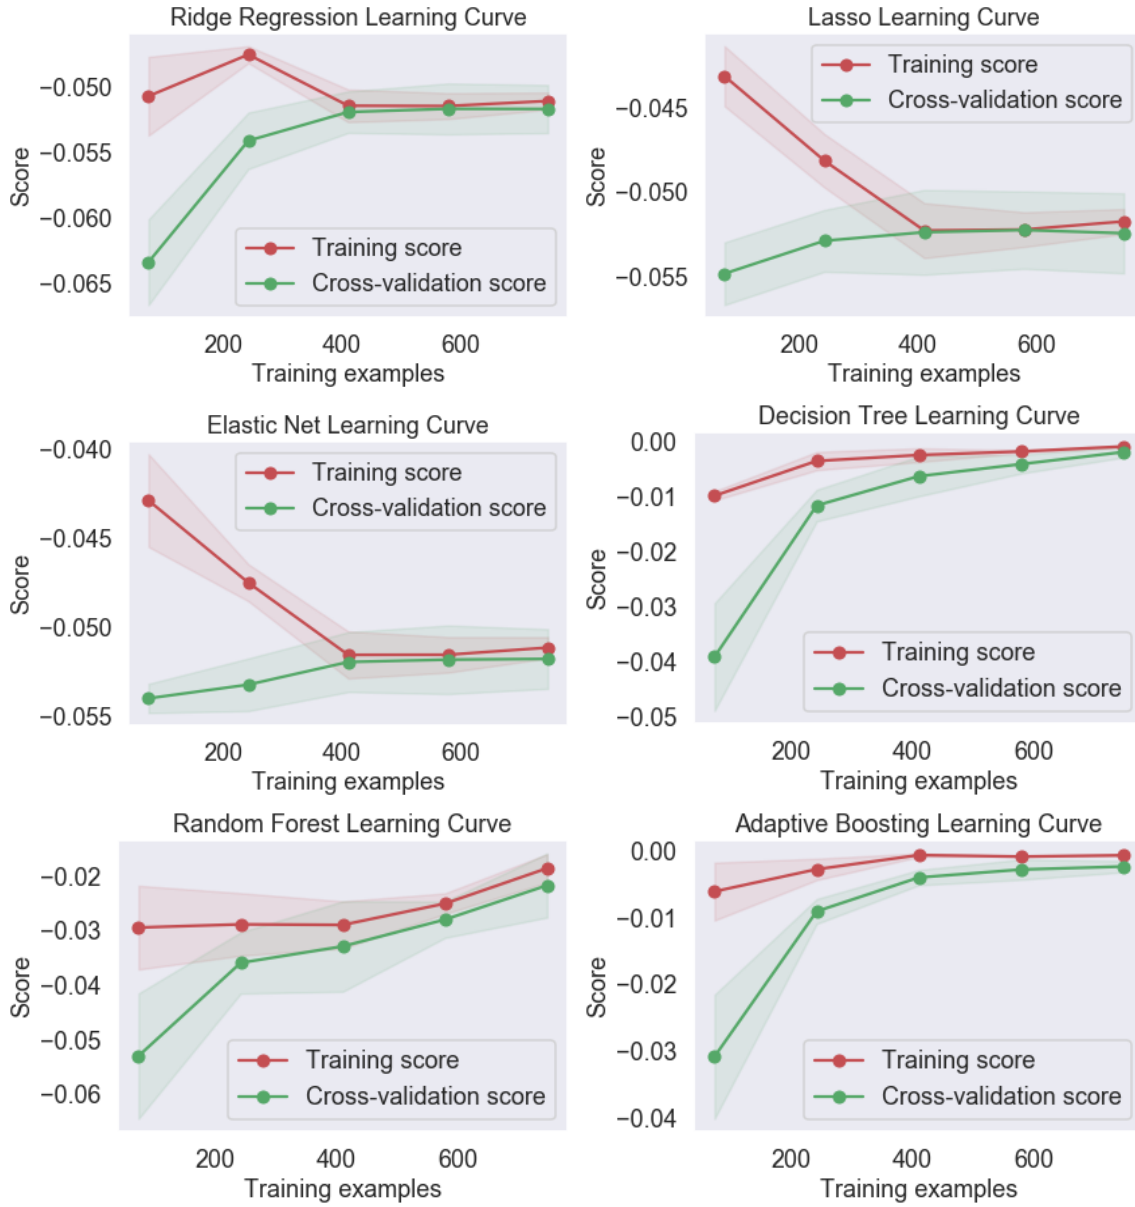 Ridge Regression Learning Curve
−0.050
−0.055
−0.060
−0.065
Score
Training score
Cross-validation score
200 400 600
Training examples
Lasso Learning Curve
−0.045
−0.050
−0.055
Score
Training score
Cross-validation score
200 400 600
Training examples
Elastic Net Learning Curve
−0.040
−0.045
−0.050
−0.055
Score
Training score
Cross-validation score
200 400 600
Training examples
Decision Tree Learning Curve
0.00
−0.01
−0.02
−0.03
−0.04
−0.05
Score
Training score
Cross-validation score
200 400 600
Training examples
Random Forest Learning Curve
−0.02
−0.03
−0.04
−0.05
−0.06
Score
Training score
Cross-validation score
200 400 600
Training examples
Adaptive Boosting Learning Curve
0.00
−0.01
−0.02
−0.03
−0.04
Score
Training score
Cross-validation score
200 400 600
Training examples